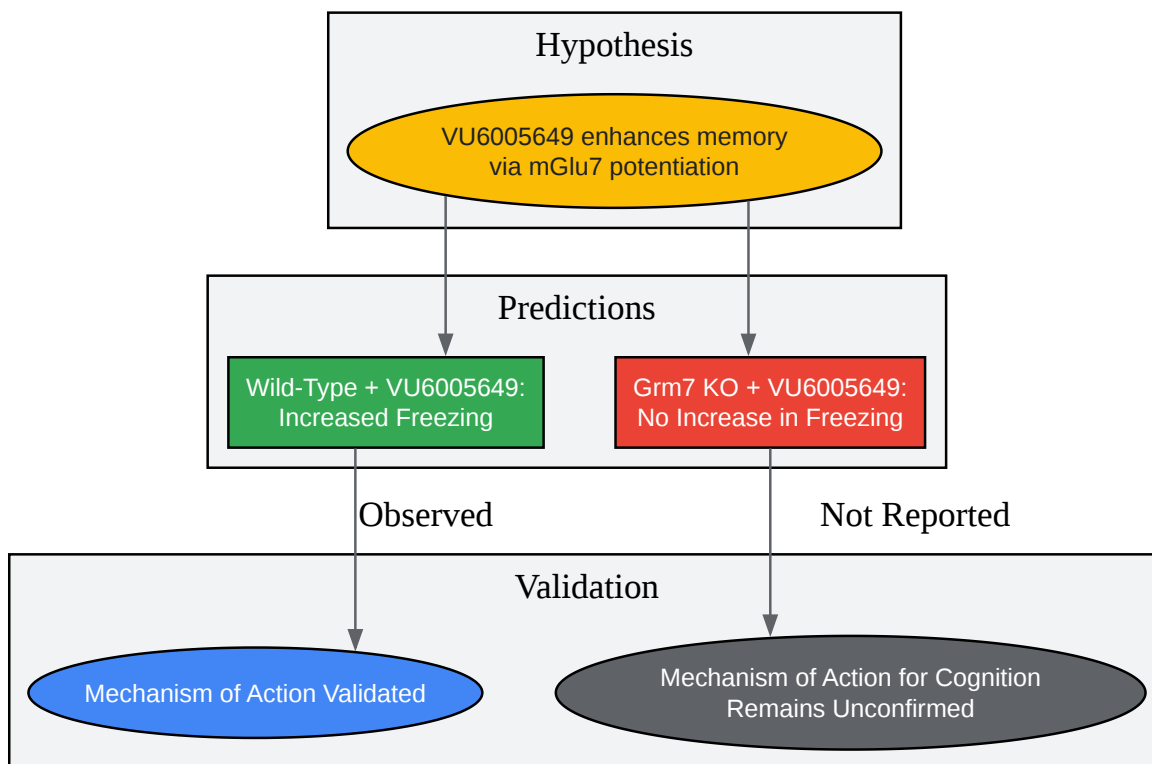 Hypothesis
VU6005649 enhances memory
via mGlu7 potentiation
Predictions
Wild-Type + VU6005649:
Increased Freezing
Grm7 KO + VU6005649:
No Increase in Freezing
Observed
Not Reported
Validation
Mechanism of Action Validated
Mechanism of Action for Cognition
Remains Unconfirmed